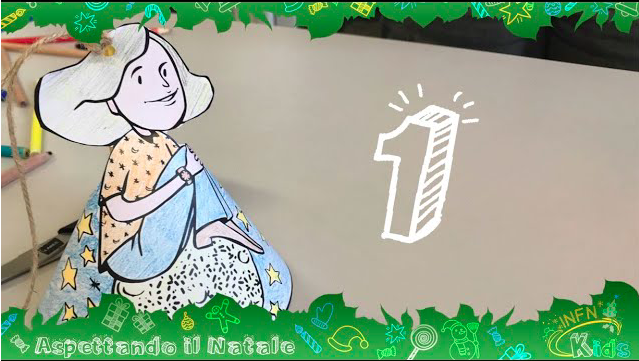 1
Aspettando il Natale
INFN
Kids